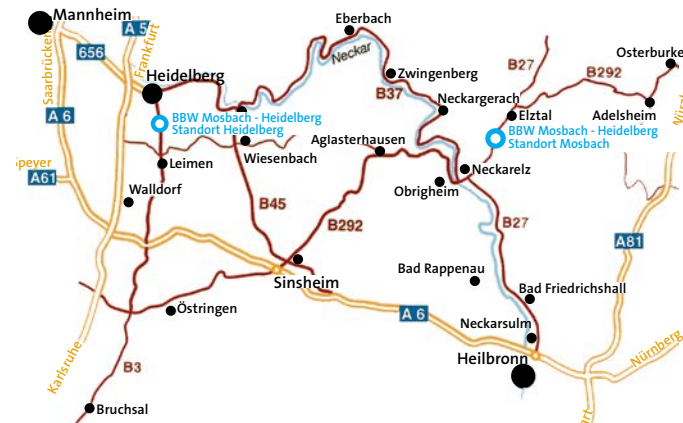 Mannheim
A 5
Frankfurt
Saarbrücken
656
Eberbach
Neckar
Osterburke
B27
B292
Heidelberg
Zwingenberg
B37
A 6
Neckargerach
Elztal
Adelsheim
BBW Mosbach - Heidelberg
Standort Heidelberg
BBW Mosbach - Heidelberg
Standort Mosbach
Aglasterhausen
Wiesenbach
Speyer
Leimen
Neckarelz
A61
Walldorf
Obrigheim
B45
B292
B27
A81
Bad Rappenau
Sinsheim
Bad Friedrichshall
Östringen
A 6
Neckarsulm
Heilbronn
Nürnberg
Karlsruhe
B3
Bruchsal